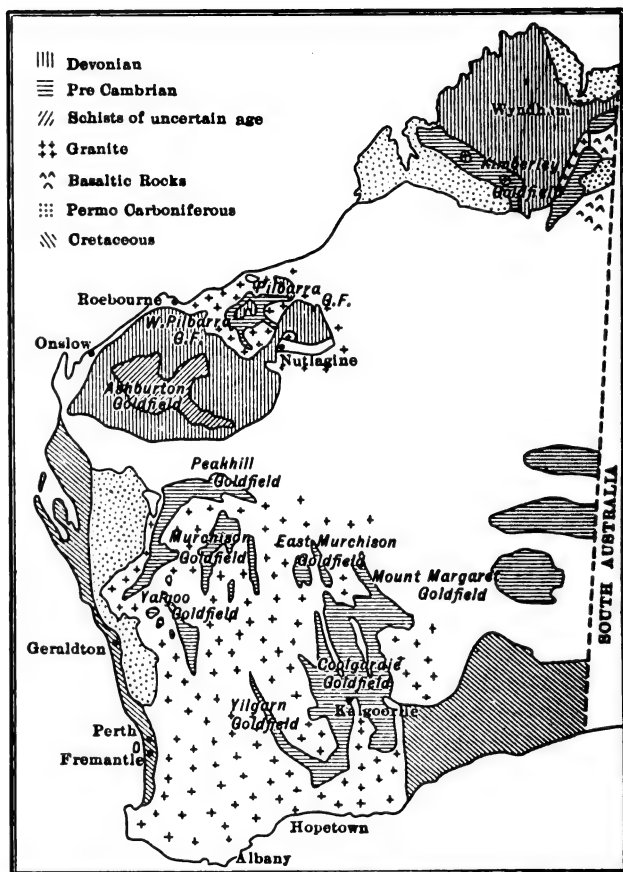 Devonian
Pre Cambrian
Schists of uncertain age
Granite
Basaltic Rocks
Permo Carboniferous
Cretaceous
Wyndham
Kimberley
Goldfield
Pilbarra
G.F.
Roebourne
W. Pilbarra
G.F.
Onslow
Nutlagine
Ashburton
Goldfield
Peakhill
Goldfield
Murchison
Goldfield
East Murchison
Goldfield
Mount Margaret
Goldfield
SOUTH AUSTRALIA
Yalgoo
Goldfield
Geraldton
Coolgardie
Goldfield
Yilgarn
Goldfield
Kalgoorlie
Perth
Fremantle
Hopetown
Albany